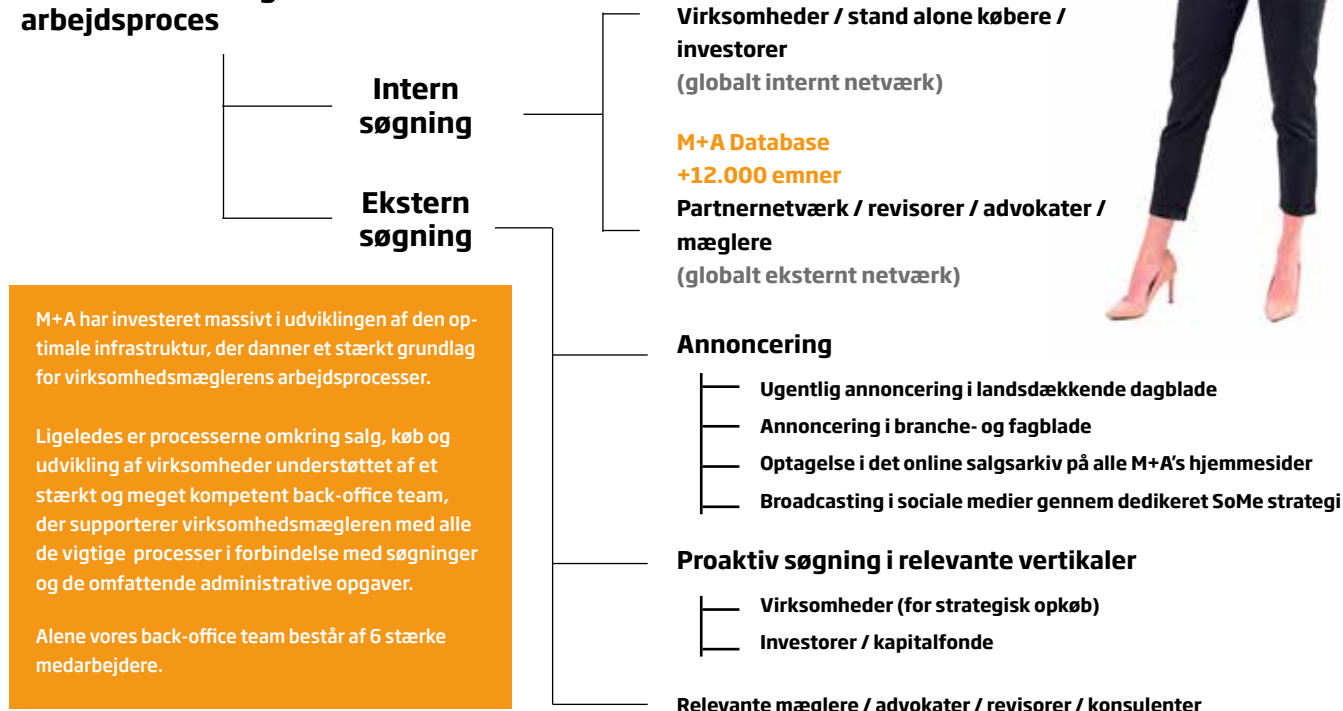 arbejdsproces
Intern
søgning
Ekstern
søgning
Virksomheder / stand alone købere /
investorer
(globalt internt netværk)
M+A Database
+12.000 emner
Partnernetværk / revisorer / advokater /
mæglere
(globalt eksternt netværk)
Annoncering
Ugentlig annoncering i landsdækkende dagblade
Annoncering i branche- og fagblade
Optagelse i det online salgsarkiv på alle M+A's hjemmesider
Broadcasting i sociale medier gennem dedikeret SoMe strategi
Proaktiv søgning i relevante vertikaler
Virksomheder (for strategisk opkøb)
Investorer / kapitalfonde
Relevante mæglere / advokater / revisorer / konsulenter
M+A har investeret massivt i udviklingen af den op-
timale infrastruktur, der danner et stærkt grundlag
for virksomhedsmæglerens arbejdsprocesser.
Ligeledes er processerne omkring salg, køb og
udvikling af virksomheder understøttet af et
stærkt og meget kompetent back-office team,
der supporterer virksomhedsmægleren med alle
de vigtige processer i forbindelse med søgninger
og de omfattende administrative opgaver.
Alene vores back-office team består af 6 stærke
medarbejdere.